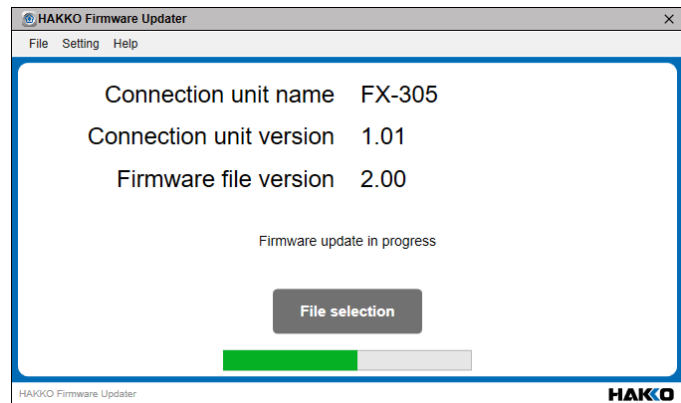 HAKKO Firmware Updater
File Setting Help
Connection unit name FX-305
Connection unit version 1.01
Firmware file version 2.00
Firmware update in progress
File selection
HAKKO Firmware Updater HAKKO